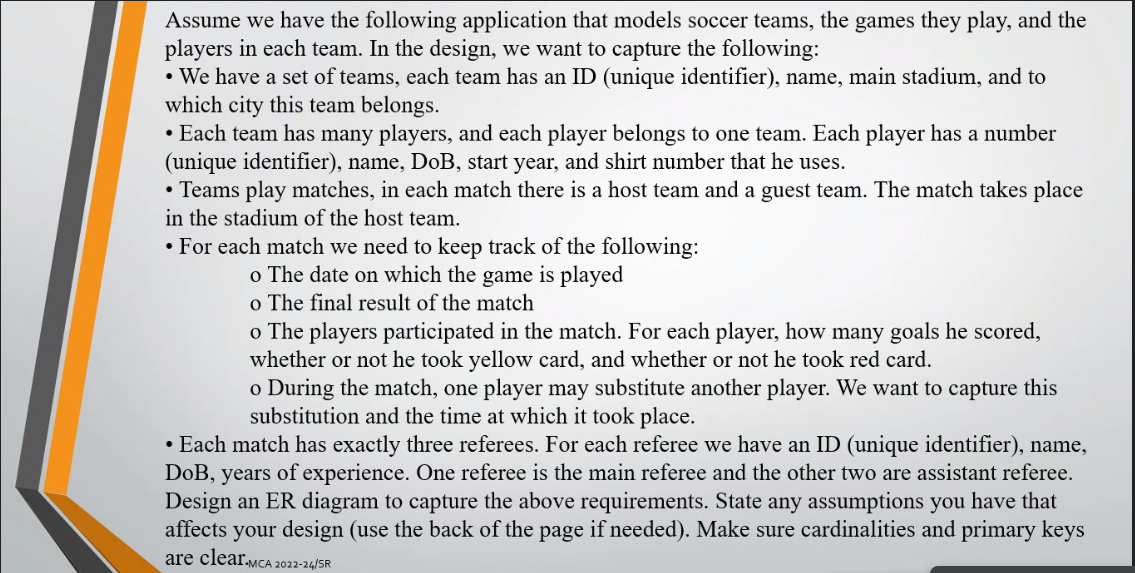 Assume we have the following application that models soccer teams, the games they play, and the
players in each team. In the design, we want to capture the following:
• We have a set of teams, each team has an ID (unique identifier), name, main stadium, and to
which city this team belongs.
• Each team has many players, and each player belongs to one team. Each player has a number
(unique identifier), name, DoB, start year, and shirt number that he uses.
• Teams play matches, in each match there is a host team and a guest team. The match takes place
in the stadium of the host team.
• For each match we need to keep track of the following:
o The date on which the game is played
o The final result of the match
o The players participated in the match. For each player, how many goals he scored,
whether or not he took yellow card, and whether or not he took red card.
o During the match, one player may substitute another player. We want to capture this
substitution and the time at which it took place.
• Each match has exactly three referees. For each referee we have an ID (unique identifier), name,
DoB, years of experience. One referee is the main referee and the other two are assistant referee.
Design an ER diagram to capture the above requirements. State any assumptions you have that
affects your design (use the back of the page if needed). Make sure cardinalities and primary keys
are clear.MCA 2022-24/SR